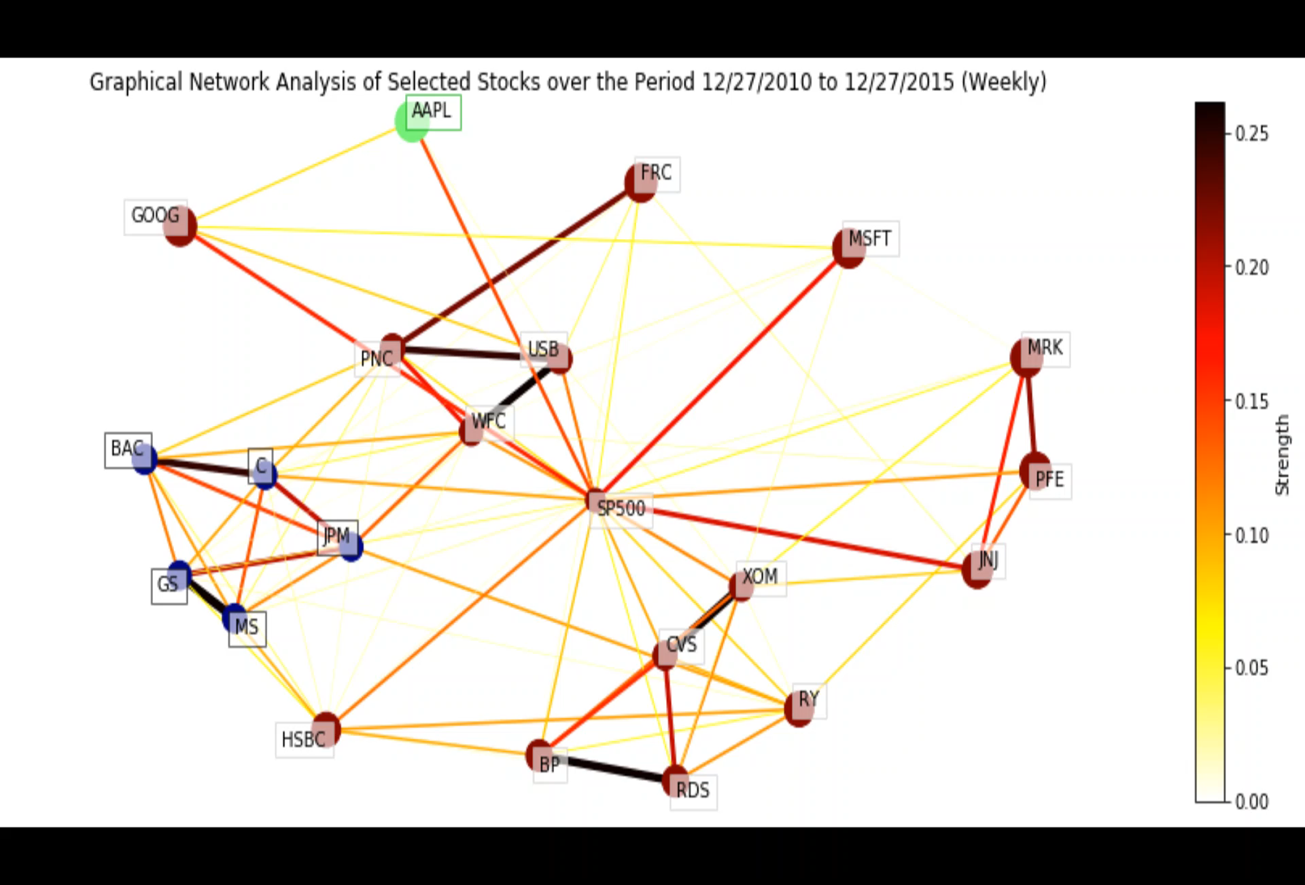 Graphical Network Analysis of Selected Stocks over the Period 12/27/2010 to 12/27/2015 (Weekly)
AAPL
FRC
GOOG
MSFT
PNC
USB
MRK
WFC
BAC
C
PFE
SP500
JPM
JNJ
GS
XOM
MS
CVS
RY
HSBC
BP
RDS
0.25
0.20
0.15
0.10
0.05
0.00
Strength